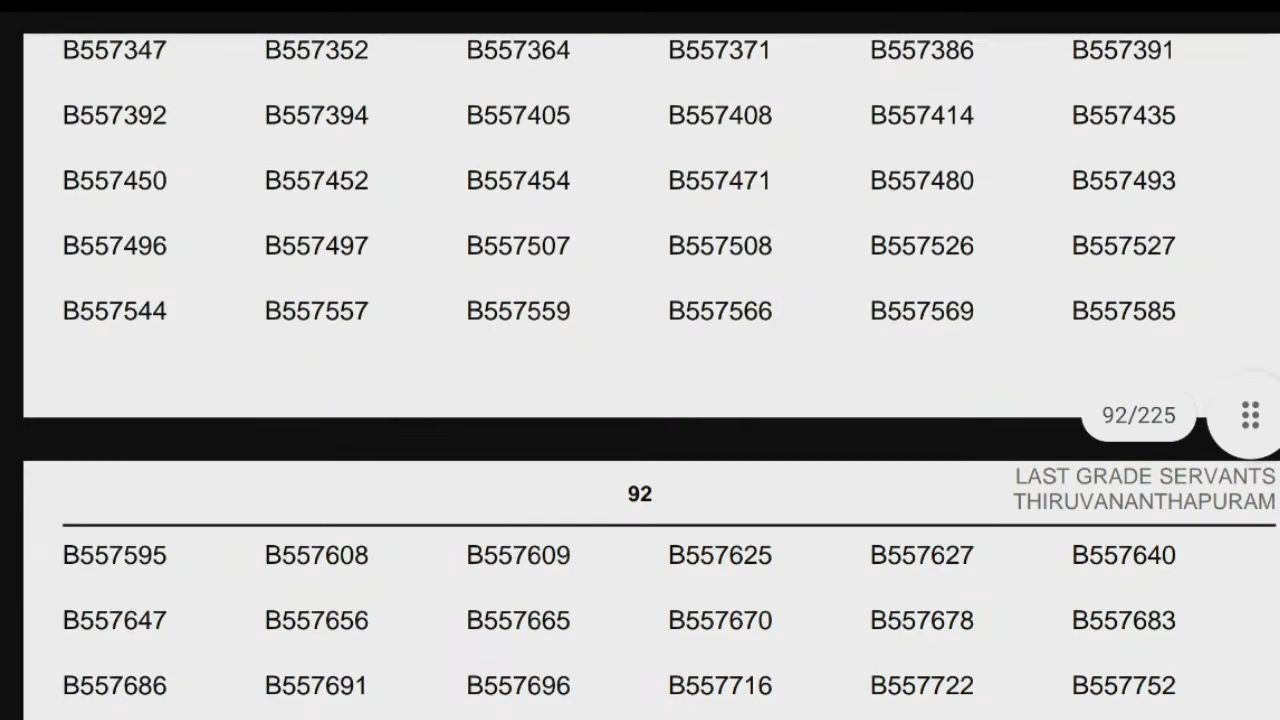 B557347 B557352 B557364 B557371 B557386 B557391
B557392 B557394 B557405 B557408 B557414 B557435
B557450 B557452 B557454 B557471 B557480 B557493
B557496 B557497 B557507 B557508 B557526 B557527
B557544 B557557 B557559 B557566 B557569 B557585
92/225
LAST GRADE SERVANTS
92
THIRUVANANTHAPURAM
B557595 B557608 B557609 B557625 B557627 B557640
B557647 B557656 B557665 B557670 B557678 B557683
B557686 B557691 B557696 B557716 B557722 B557752